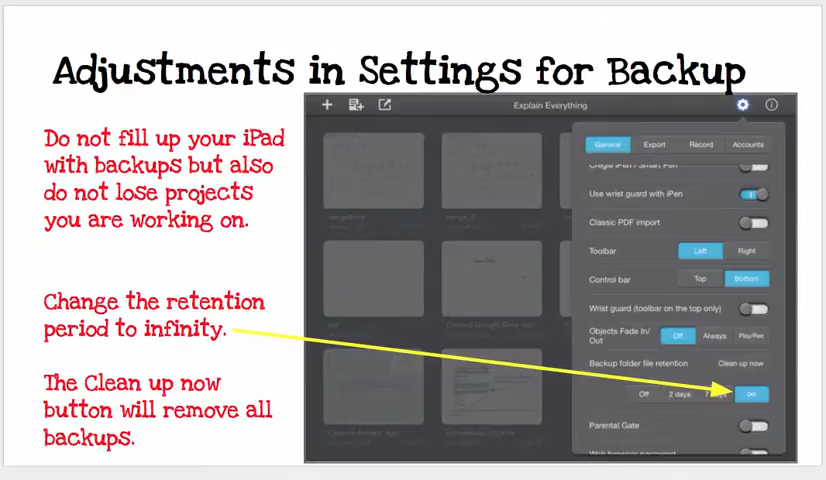 Adjustments in Settings for Backup
Do not fill up your iPad
with backups but also
do not lose projects
you are working on.
Change the retention
period to infinity.
The Clean up now
button will remove all
backups.
Explain Everything
General Export Record Accounts
Use wrist guard with iPen
Classic PDF import
Toolbar Left Right
Control bar Top Bottom
Wrist guard (toolbar on the top only)
Objects Fade In/
Out Off Always Play/Rec
Backup folder file retention Clean up now
Off 2 days 7 ∞
Parental Gate